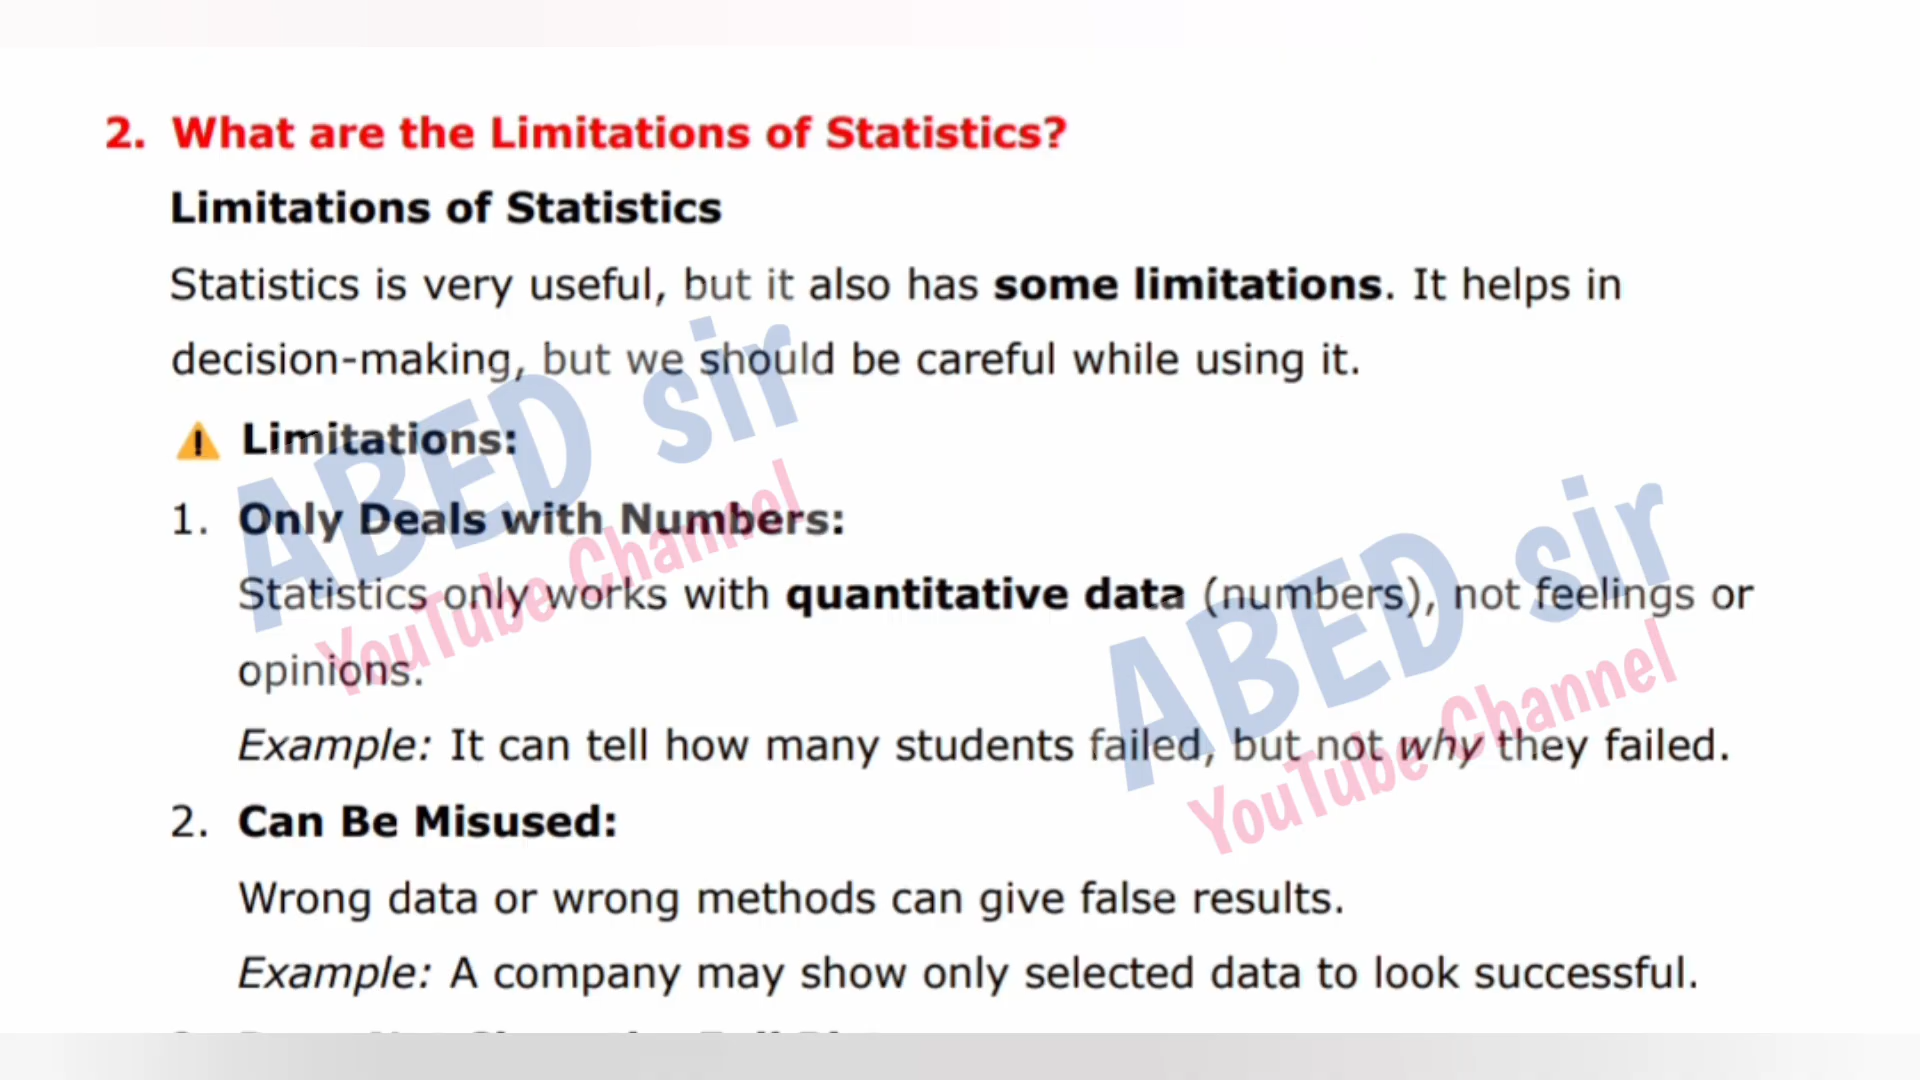 2. What are the Limitations of Statistics?
Limitations of Statistics
Statistics is very useful, but it also has some limitations. It helps in
decision-making, but we should be careful while using it.
Limitations:
1. Only Deals with Numbers:
Statistics only works with quantitative data (numbers), not feelings or
opinions.
Example: It can tell how many students failed, but not why they failed.
2. Can Be Misused:
Wrong data or wrong methods can give false results.
Example: A company may show only selected data to look successful.
ABED sir
YouTube Channel
ABED sir
YouTube Channel